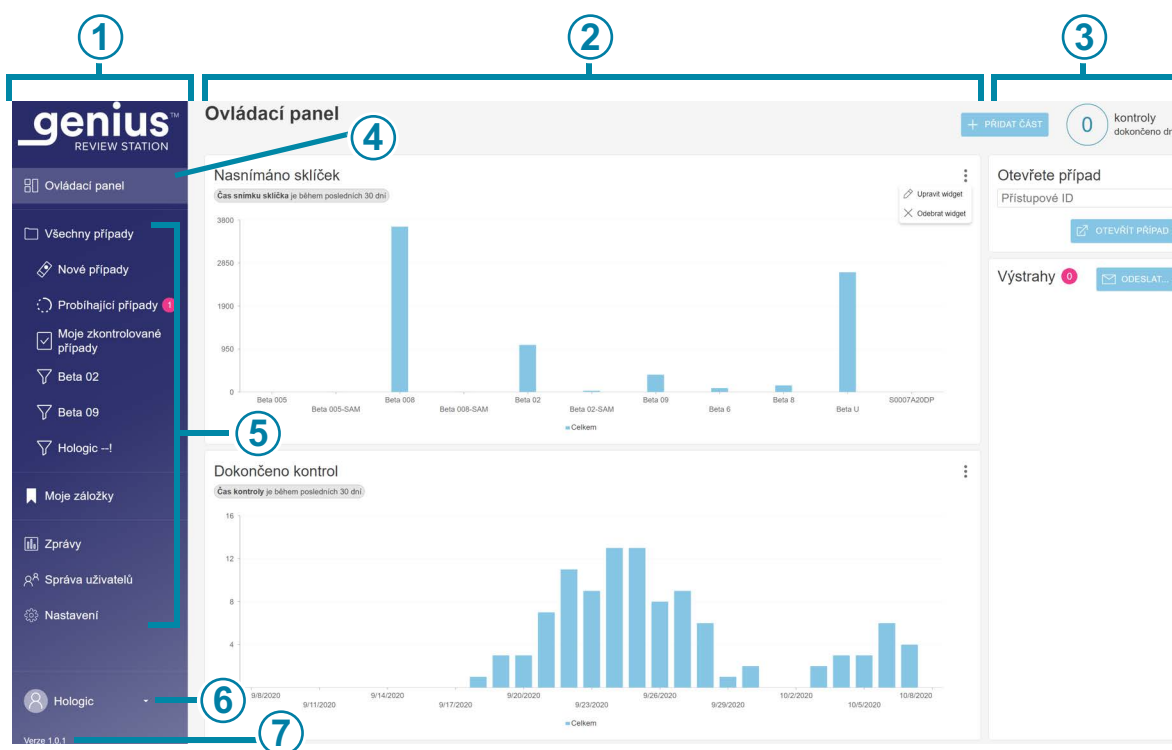 1
2
3
genius™
REVIEW STATION
Ovládací panel
4
+ PŘIDAT ČÁST
0
kontroly
dokončeno
Ovládací panel
Všechny případy
Nové případy
Probíhající případy 1
Moje zkontrolované
případy
Beta 02
Beta 09
Hologic --!
5
Moje záložky
Zprávy
Správa uživatelů
Nastavení
Hologic
6
Verze 1.0.1
7
Nasnímáno sklíček
Čas snímku sklíčka je během posledních 30 dní
Upravit widget
Odebrat widget
3800
2850
1900
950
0
Beta 005
Beta 005-SAM
Beta 008
Beta 008-SAM
Beta 02
Beta 02-SAM
Beta 09
Beta 6
Beta 8
Beta U
S0007A20DP
Celkem
Dokončeno kontrol
Čas kontroly je během posledních 30 dní
16
12
8
4
9/8/2020
9/11/2020
9/14/2020
9/17/2020
9/20/2020
9/23/2020
9/26/2020
9/29/2020
10/2/2020
10/5/2020
10/8/2020
Celkem
Otevřete případ
Přístupové ID
OTEVŘÍT PŘÍPAD
Výstrahy 0
ODESLAT...